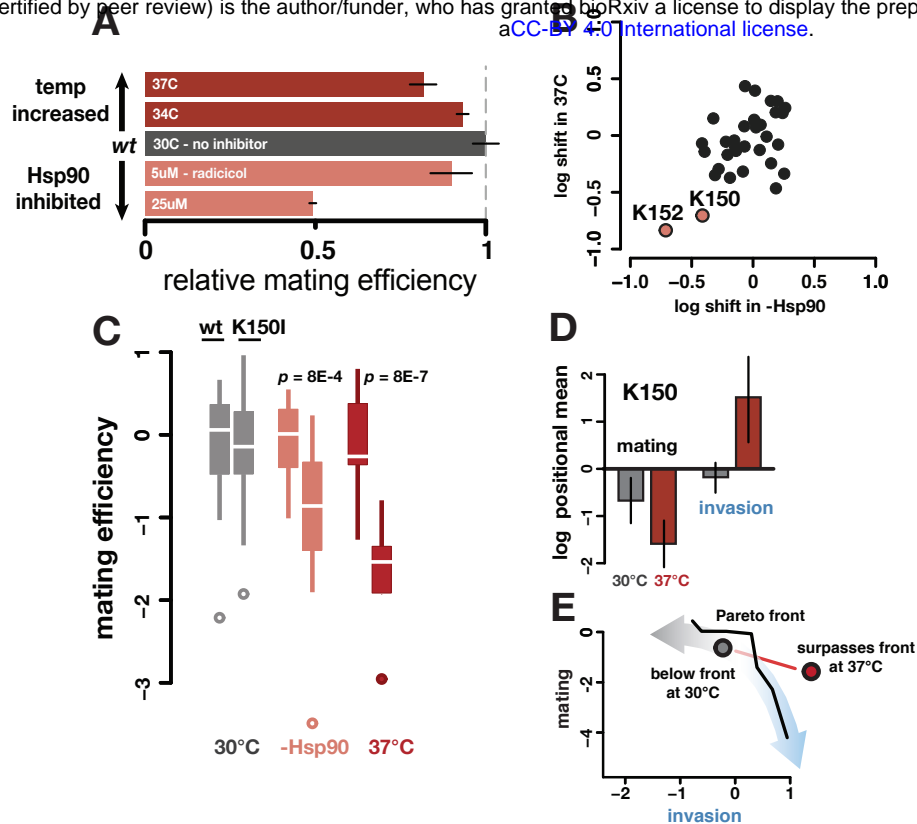 ertified by peer review) is the author/funder, who has granted bioRxiv a license to display the prep
aCC-BY 4.0 International license.
A
temp
increased
wt
Hsp90
inhibited
37C
34C
30C - no inhibitor
5uM - radicicol
25uM
0 0.5 1
relative mating efficiency
B
log shift in 37C
1.0
0.5
0
−0.5
−1.0
K152
K150
−1.0 −0.5 0 0.5 1.0
log shift in -Hsp90
C
wt K150I
mating efficiency
1
0
−1
−2
−3
p = 8E-4
p = 8E-7
30°C -Hsp90 37°C
D
log positional mean
2
1
0
−1
−2
K150
mating
invasion
30°C 37°C
E
mating
0
−2
−4
Pareto front
surpasses front
at 37°C
below front
at 30°C
−2 −1 0 1
invasion